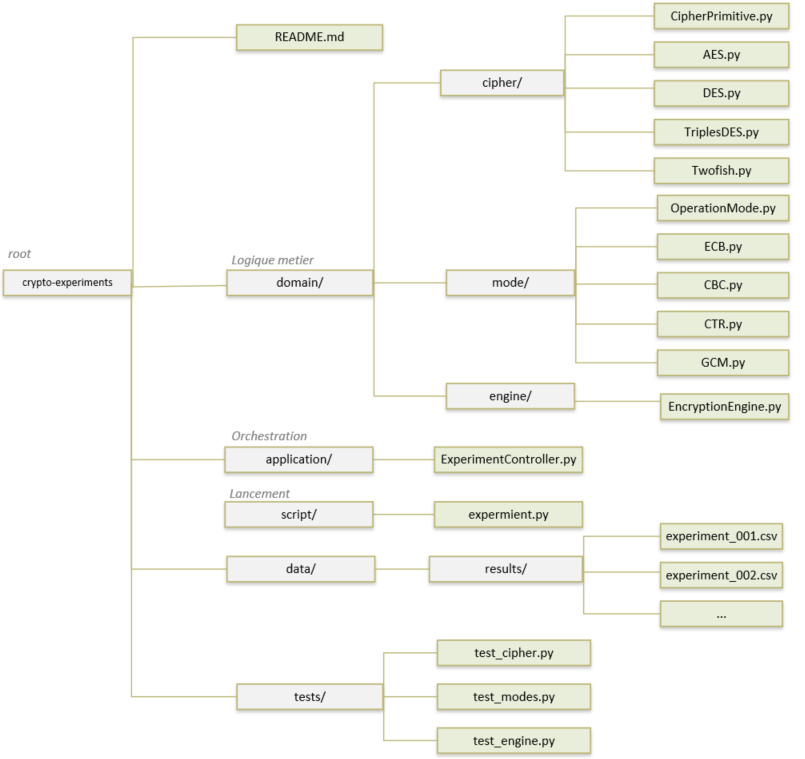 root
crypto-experiments
README.md
Logique metier
domain/
cipher/
CipherPrimitive.py
AES.py
DES.py
TriplesDES.py
Twofish.py
mode/
OperationMode.py
ECB.py
CBC.py
CTR.py
GCM.py
engine/
EncryptionEngine.py
Orchestration
application/
ExperimentController.py
Lancement
script/
expermient.py
data/
results/
experiment_001.csv
experiment_002.csv
...
tests/
test_cipher.py
test_modes.py
test_engine.py